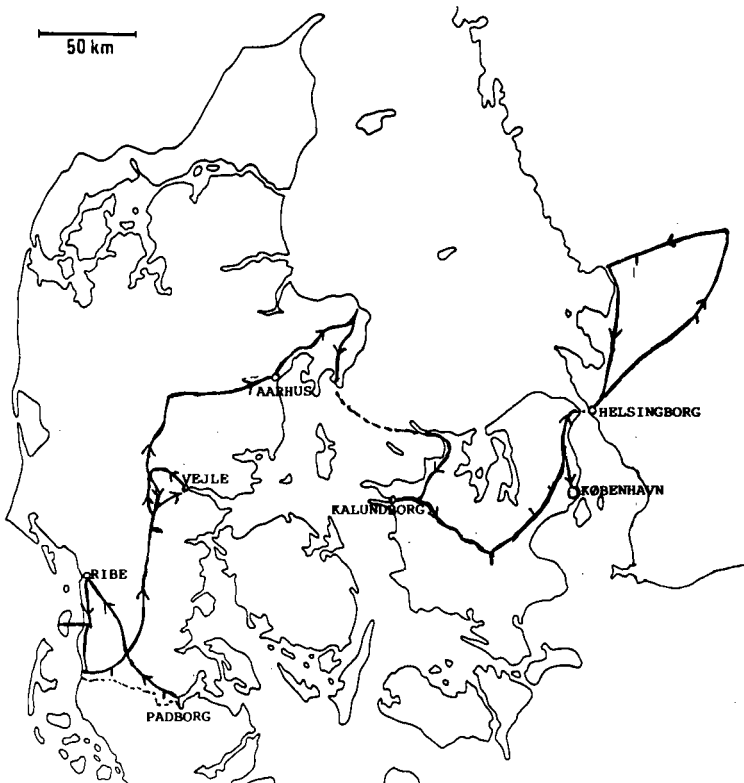 50 km
AARHUS
HELSINGBORG
VEJLE
KALUNDBORG
KØBENHAVN
RIBE
PADBORG